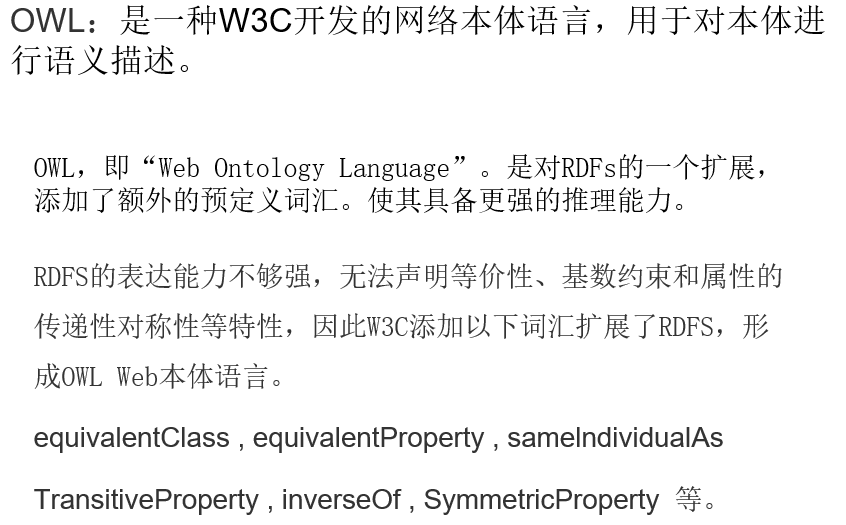 OWL：是一种W3C开发的网络本体语言，用于对本体进
行语义描述。
OWL，即“Web Ontology Language”。是对RDFs的一个扩展，
添加了额外的预定义词汇。使其具备更强的推理能力。
RDFS的表达能力不够强，无法声明等价性、基数约束和属性的
传递性对称性等特性，因此W3C添加以下词汇扩展了RDFS，形
成OWL Web本体语言。
equivalentClass , equivalentProperty , sameIndividualAs
TransitiveProperty , inverseOf , SymmetricProperty 等。